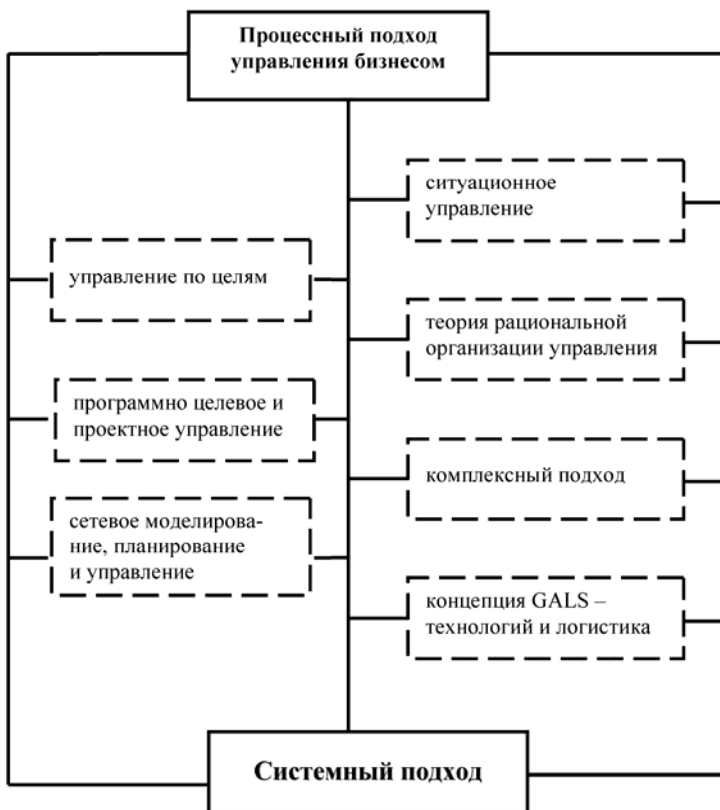 Процессный подход
управления бизнесом
ситуационное
управление
управление по целям
теория рациональной
организации управления
программно целевое и
проектное управление
комплексный подход
сетевое моделирова-
ние, планирование
и управление
концепция GALS –
технологий и логистика
Системный подход